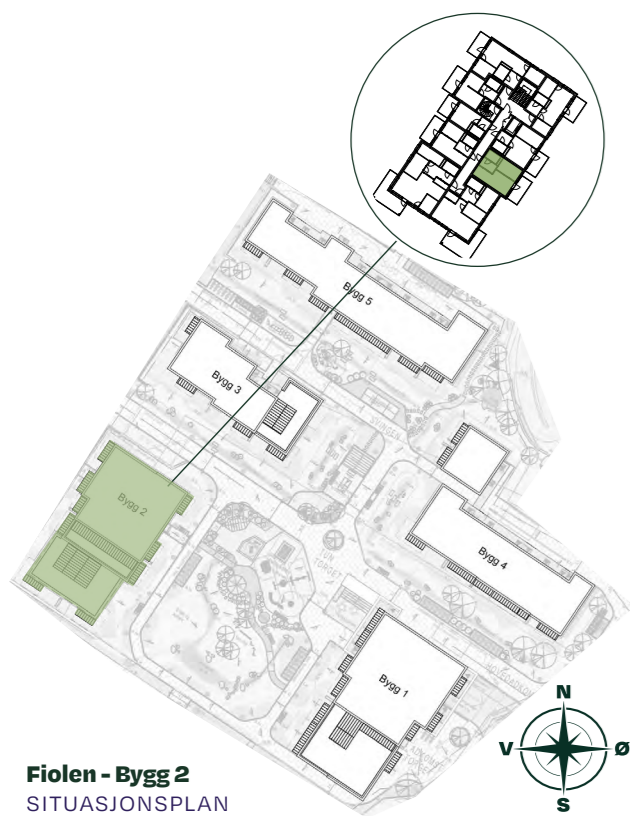 Bygg 5
Bygg 3
Bygg 2
Bygg 4
Bygg 1
N
V
Ø
S
Fiolen - Bygg 2
SITUASJONSPLAN